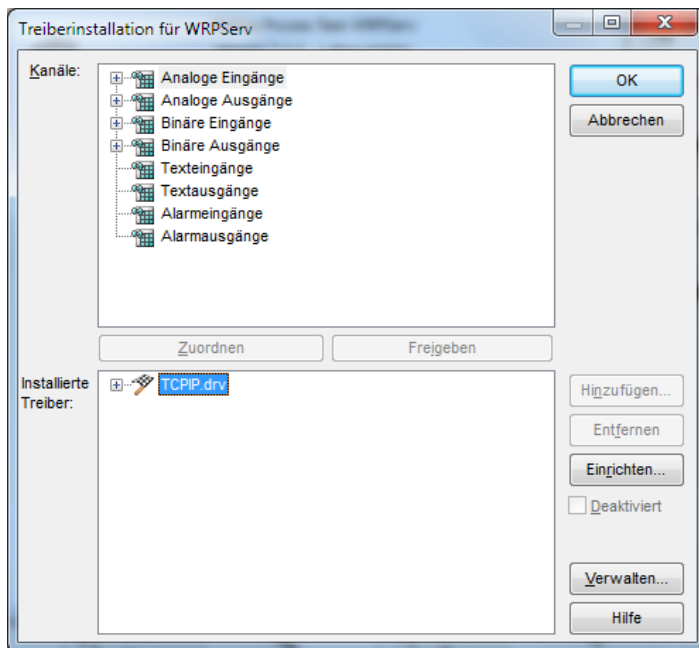 Treiberinstallation für WRPServ
Kanäle:
Analoge Eingänge
Analoge Ausgänge
Binäre Eingänge
Binäre Ausgänge
Texteingänge
Textausgänge
Alarmeingänge
Alarmausgänge
OK
Abbrechen
Zuordnen
Freigeben
Installierte
Treiber:
TCPIP.drv
Hinzufügen...
Entfernen
Einrichten...
Deaktiviert
Verwalten...
Hilfe